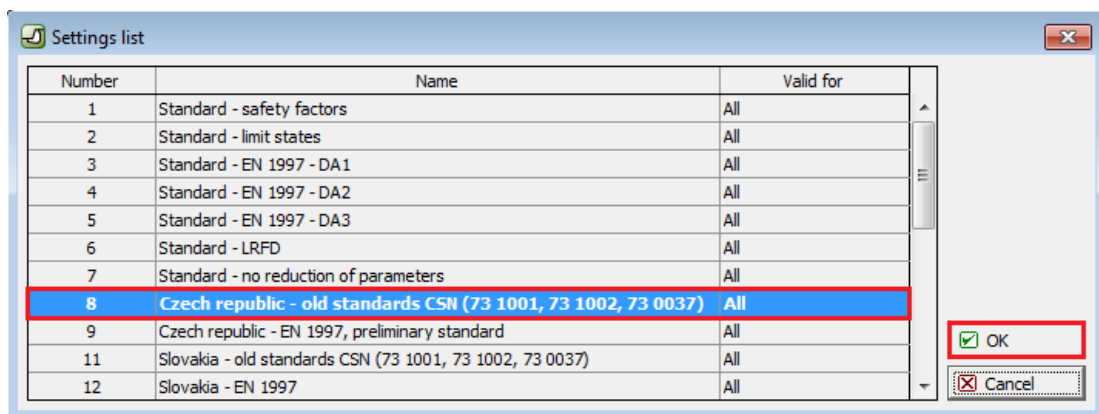 Settings list
Number Name Valid for
1 Standard - safety factors All
2 Standard - limit states All
3 Standard - EN 1997 - DA1 All
4 Standard - EN 1997 - DA2 All
5 Standard - EN 1997 - DA3 All
6 Standard - LRFD All
7 Standard - no reduction of parameters All
8 Czech republic - old standards CSN (73 1001, 73 1002, 73 0037) All
9 Czech republic - EN 1997, preliminary standard All
11 Slovakia - old standards CSN (73 1001, 73 1002, 73 0037) All
12 Slovakia - EN 1997 All
OK
Cancel